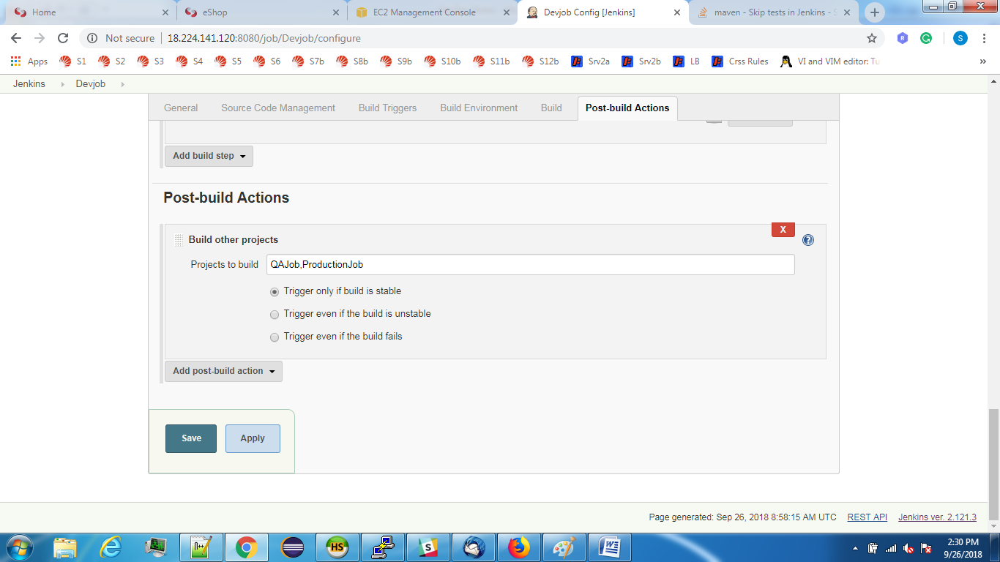 Home
eShop
EC2 Management Console
Devjob Config [Jenkins]
maven - Skip tests in Jenkins - S
Not secure 18.224.141.120:8080/job/Devjob/configure
R
S
Apps S1 S2 S3 S4 S5 S6 S7b S8b S9b S10b S11b S12b Srv2a Srv2b LB Crss Rules VI and VIM editor: Tu
Jenkins Devjob
General Source Code Management Build Triggers Build Environment Build Post-build Actions
Add build step
Post-build Actions
X
Build other projects
?
Projects to build QAJob,ProductionJob
Trigger only if build is stable
Trigger even if the build is unstable
Trigger even if the build fails
Add post-build action
Save Apply
Page generated: Sep 26, 2018 8:58:15 AM UTC REST API Jenkins ver. 2.121.3
HS
S
W
2:30 PM
9/26/2018